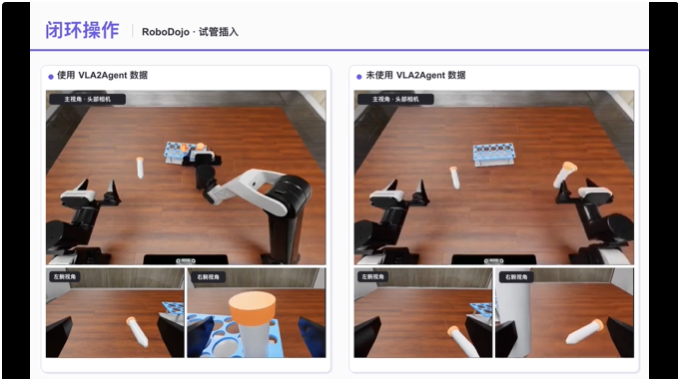 闭环操作
RoboDojo · 试管插入
使用 VLA2Agent 数据
主视角 · 头部相机
左腕视角
右腕视角
未使用 VLA2Agent 数据
主视角 · 头部相机
左腕视角
右腕视角